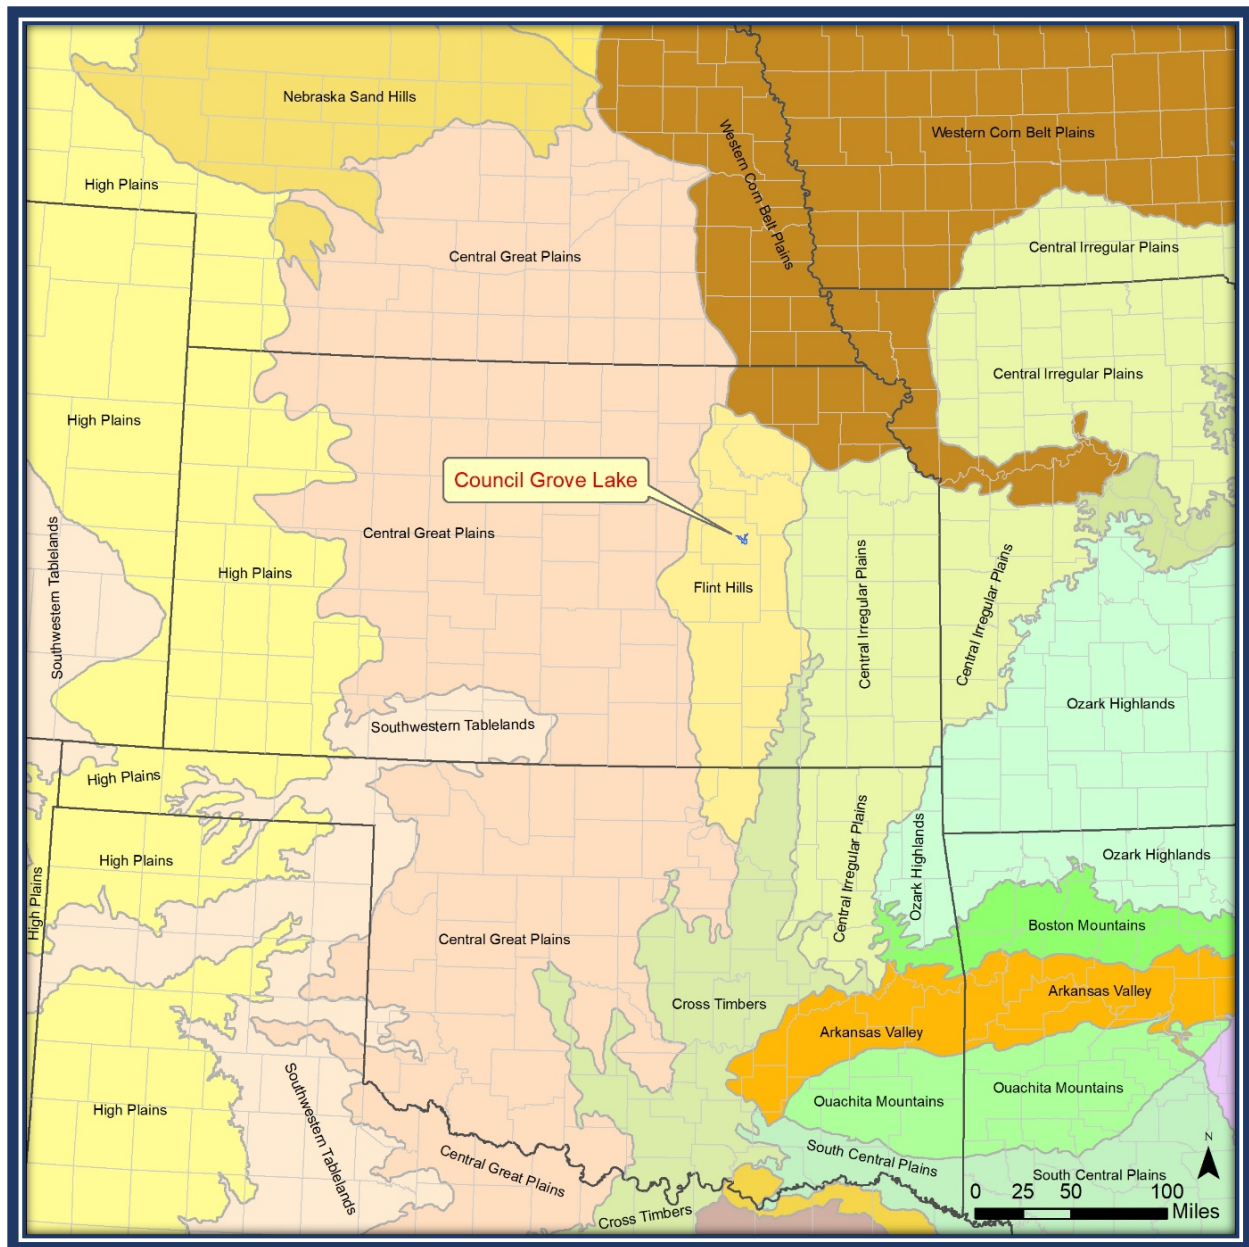 Nebraska Sand Hills
Western Corn Belt Plains
Western Corn Belt Plains
High Plains
Central Irregular Plains
Central Great Plains
Central Irregular Plains
High Plains
Council Grove Lake
Central Great Plains
High Plains
Southwestern Tablelands
Flint Hills
Central Irregular Plains
Central Irregular Plains
Ozark Highlands
Southwestern Tablelands
High Plains
High Plains
Ozark Highlands
Ozark Highlands
Central Irregular Plains
High Plains
Boston Mountains
Central Great Plains
Cross Timbers
Arkansas Valley
Arkansas Valley
Ouachita Mountains
Ouachita Mountains
High Plains
Southwestern Tablelands
South Central Plains
Central Great Plains
South Central Plains
Cross Timbers
N
0 25 50 100
Miles